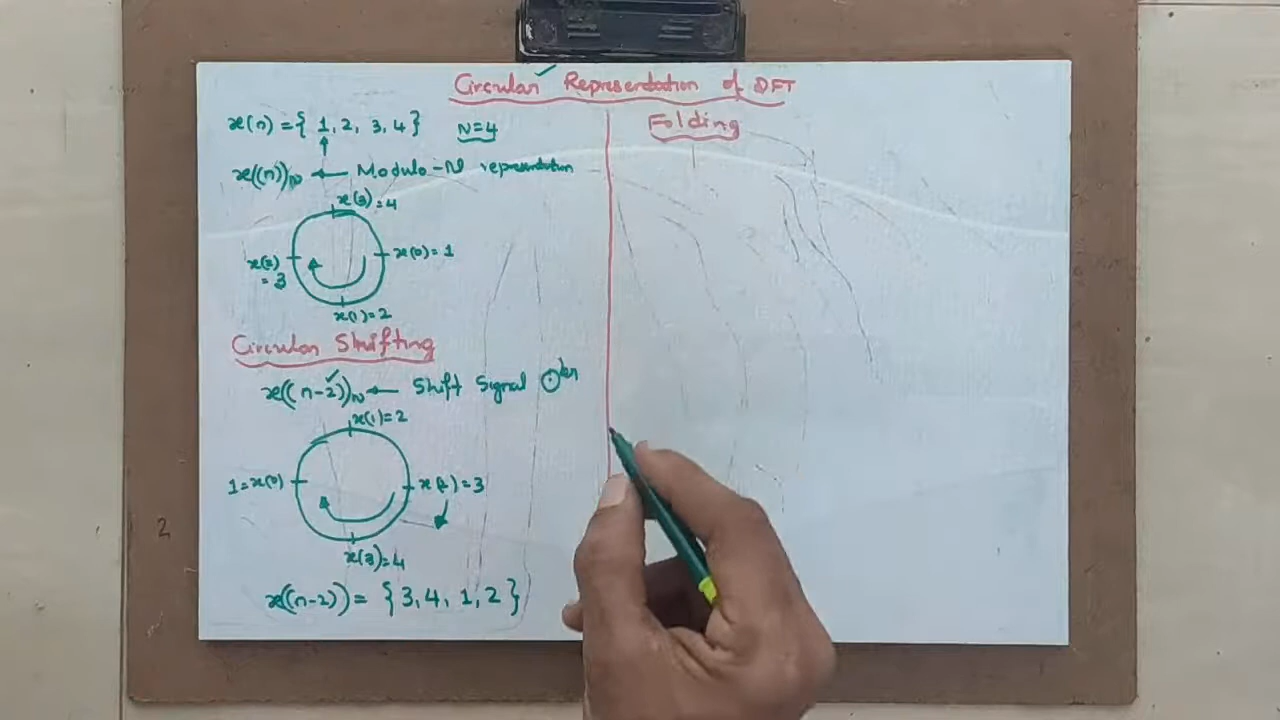 Circular Representation of DFT
x(n) = { 1, 2, 3, 4 } N=4
x((n))N ← Modulo-N representation
x(3) = 4
x(2) = 3
x(0) = 1
x(1) = 2
Circular Shifting
x((n-2))N ← Shift Signal
x(1) = 2
1 = x(0)
x(2) = 3
x(3) = 4
x((n-2)) = { 3, 4, 1, 2 }
Folding
2